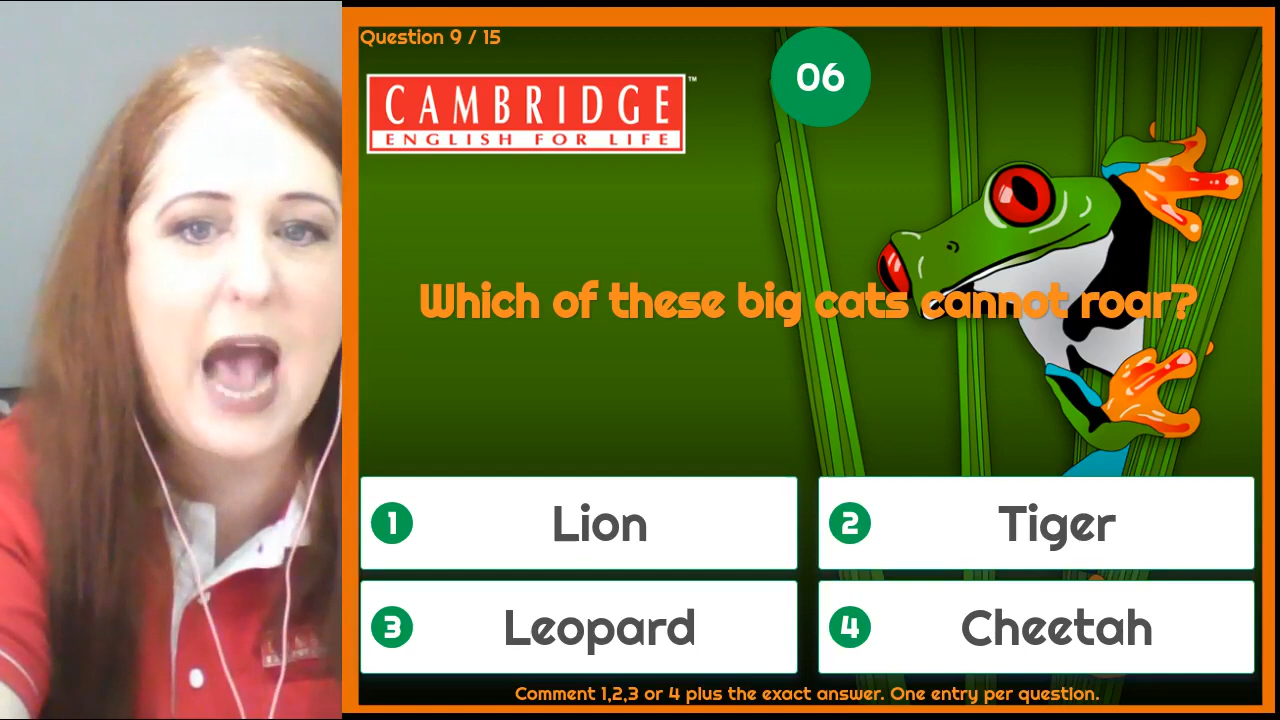 Question 9 / 15
06
CAMBRIDGE™
ENGLISH FOR LIFE
Which of these big cats cannot roar?
1 Lion
2 Tiger
3 Leopard
4 Cheetah
Comment 1,2,3 or 4 plus the exact answer. One entry per question.